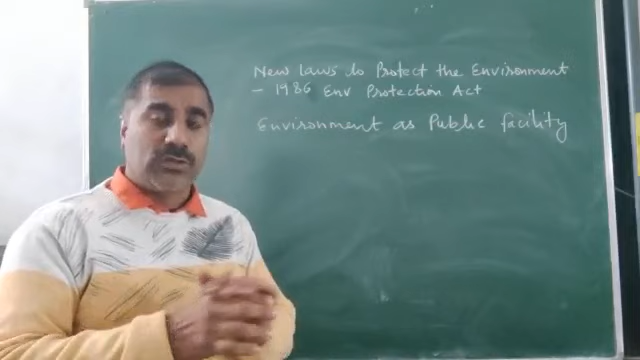 New laws to Protect the Environment
- 1986 Env Protection Act
Environment as Public facility